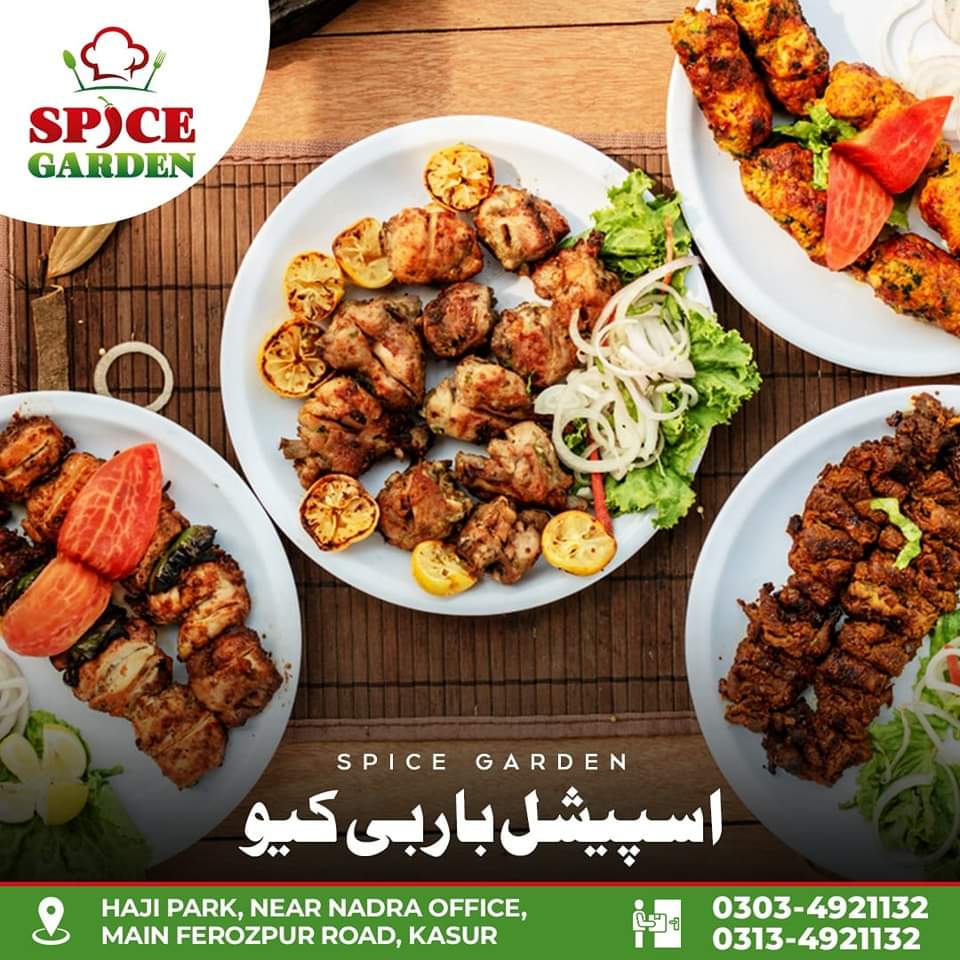 SPICE
GARDEN
SPICE GARDEN
اسپیشل باربی کیو
HAJI PARK, NEAR NADRA OFFICE,
MAIN FEROZPUR ROAD, KASUR
0303-4921132
0313-4921132